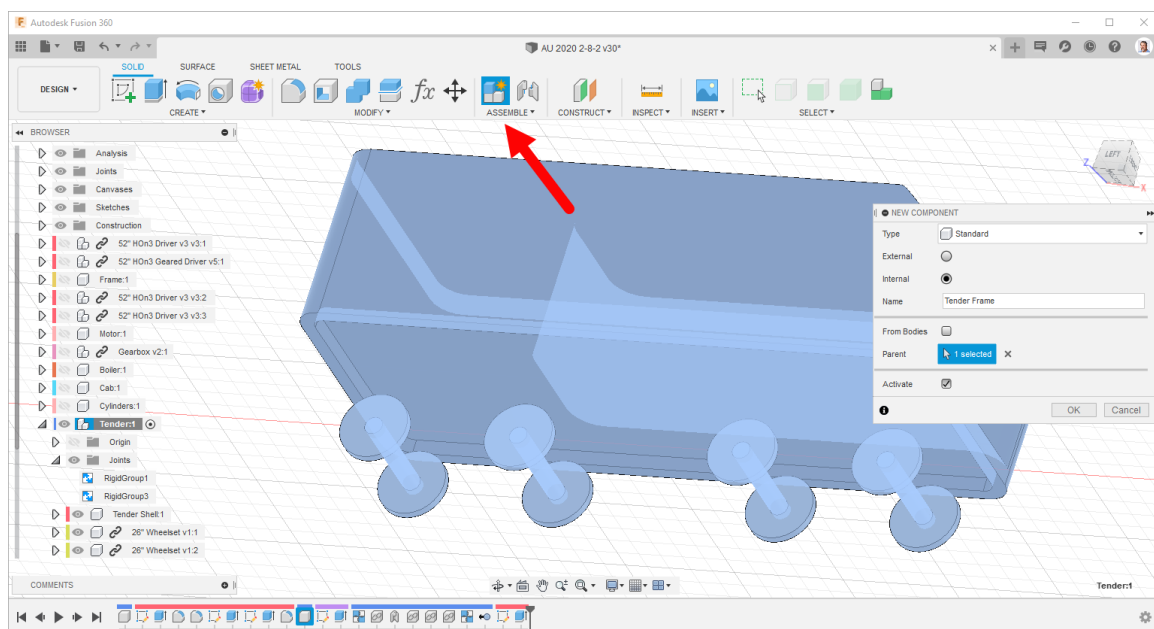 Autodesk Fusion 360
AU 2020 2-8-2 v30*
SOLID SURFACE SHEET METAL TOOLS
DESIGN
CREATE MODIFY ASSEMBLE CONSTRUCT INSPECT INSERT SELECT
BROWSER
Analysis
Joints
Canvases
Sketches
Construction
52" HOn3 Driver v3 v3:1
52" HOn3 Geared Driver v5:1
Frame:1
52" HOn3 Driver v3 v3:2
52" HOn3 Driver v3 v3:3
Motor:1
Gearbox v2:1
Boiler:1
Cab:1
Cylinders:1
Tender:1
Origin
Joints
RigidGroup1
RigidGroup3
Tender Shell:1
26" Wheelset v1:1
26" Wheelset v1:2
COMMENTS
LEFT
Z
X
NEW COMPONENT
Type Standard
External
Internal
Name Tender Frame
From Bodies
Parent 1 selected
Activate
OK Cancel
Tender:1